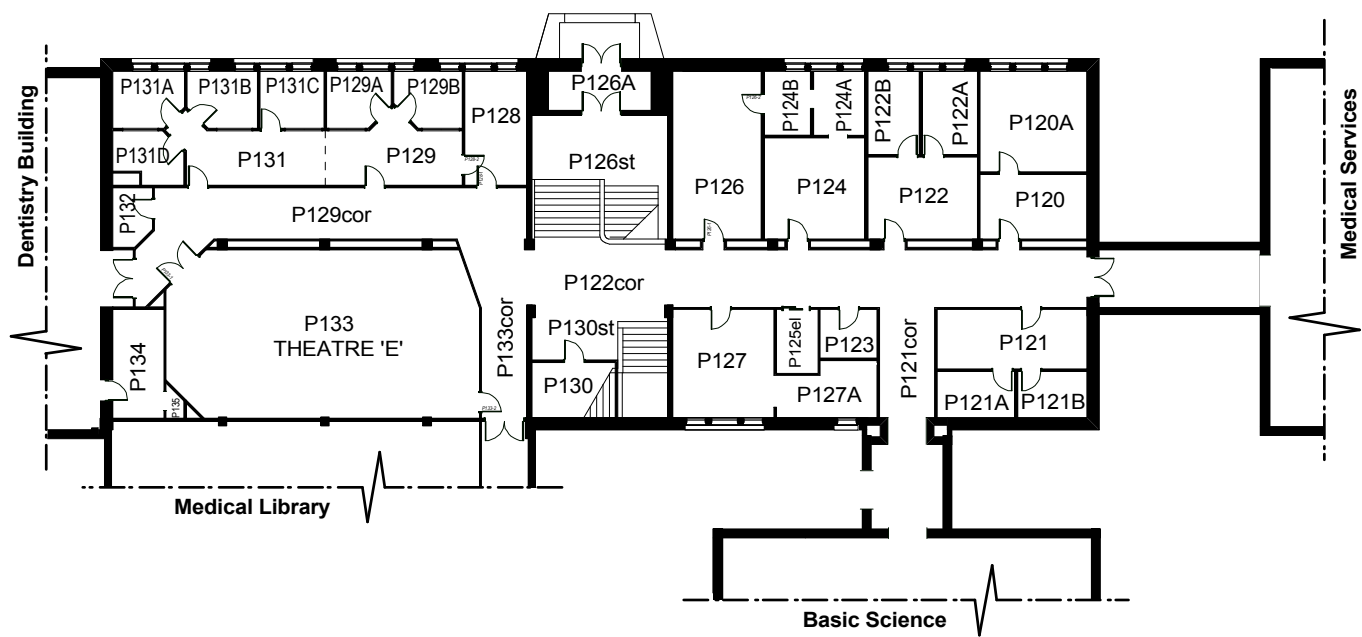 P126A
P131A
P131B
P131C
P129A
P129B
P128
P124B
P124A
P122B
P122A
P120A
P131D
P131
P129
P126st
P126
P124
P122
P120
P132
P129cor
P122cor
P133
THEATRE 'E'
P133cor
P130st
P134
P135
P130
P127
P125el
P123
P127A
P121cor
P121
P121A
P121B
Dentistry Building
Medical Services
Medical Library
Basic Science